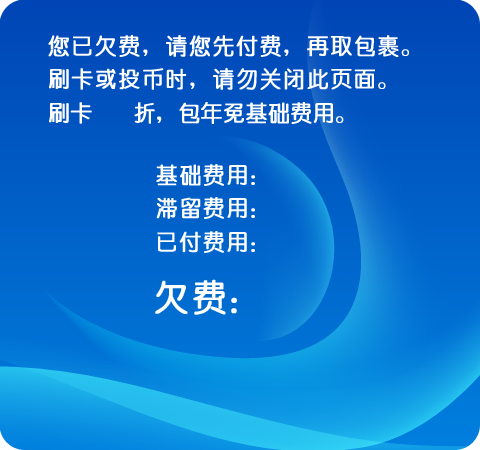 您已欠费，请您先付费，再取包裹。
刷卡或投币时，请勿关闭此页面。
刷卡 折，包年免基础费用。
基础费用:
滞留费用:
已付费用:
欠费: